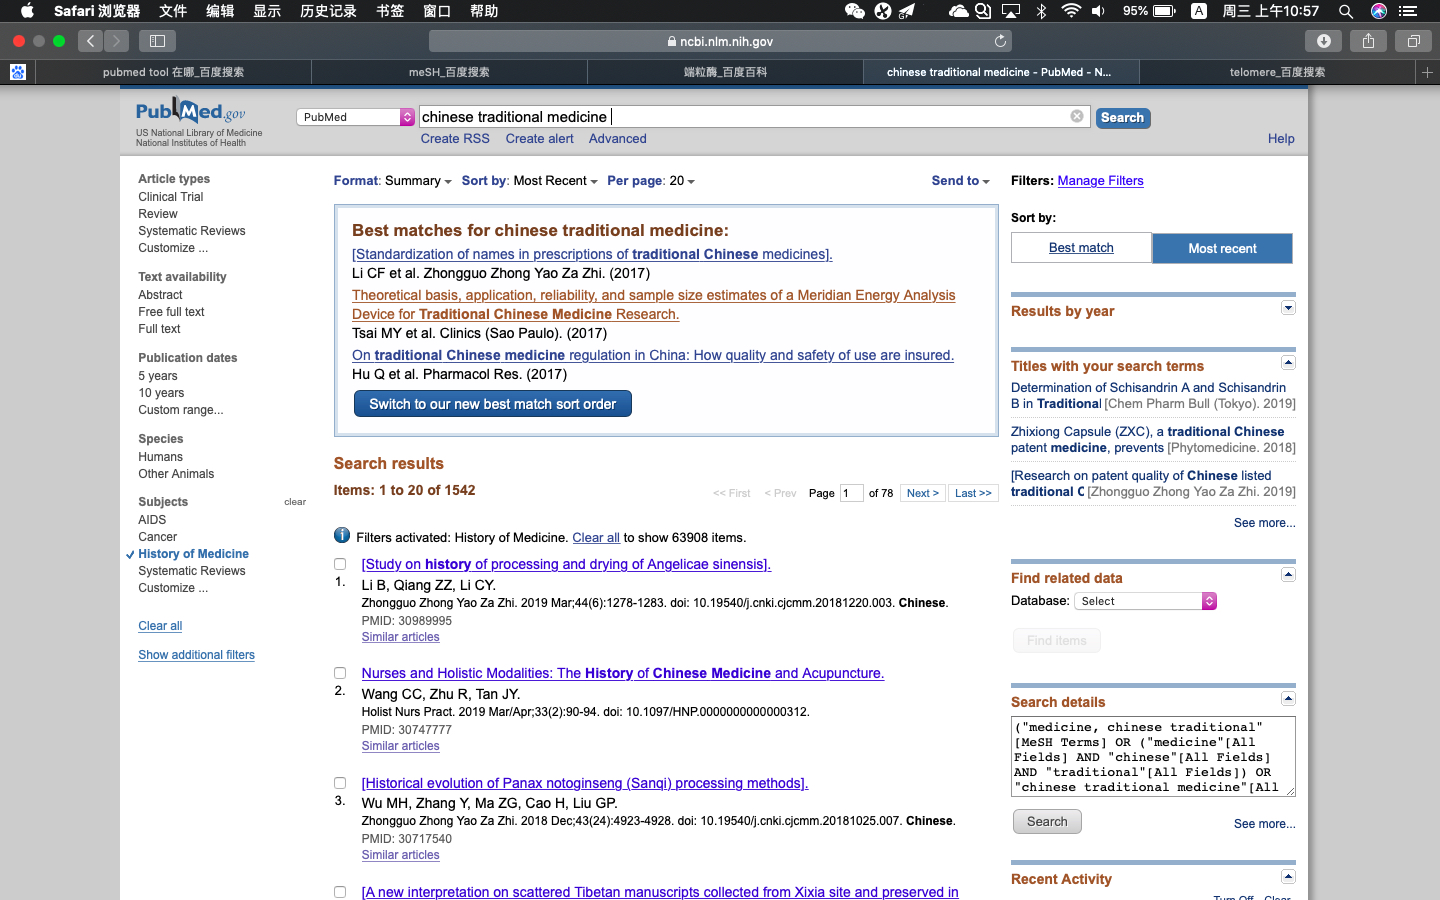 Safari 浏览器 文件 编辑 显示 历史记录 书签 窗口 帮助 95% A 周三 上午10:57
ncbi.nlm.nih.gov
pubmed tool 在哪_百度搜索 meSH_百度搜索 端粒酶_百度百科 chinese traditional medicine - PubMed - N... telomere_百度搜索
PubMed.gov
US National Library of Medicine
National Institutes of Health
PubMed chinese traditional medicine Search
Create RSS Create alert Advanced Help
Article types
Clinical Trial
Review
Systematic Reviews
Customize ...
Text availability
Abstract
Free full text
Full text
Publication dates
5 years
10 years
Custom range...
Species
Humans
Other Animals
Subjects clear
AIDS
Cancer
History of Medicine
Systematic Reviews
Customize ...
Clear all
Show additional filters
Format: Summary Sort by: Most Recent Per page: 20 Send to
Best matches for chinese traditional medicine:
[Standardization of names in prescriptions of traditional Chinese medicines].
Li CF et al. Zhongguo Zhong Yao Za Zhi. (2017)
Theoretical basis, application, reliability, and sample size estimates of a Meridian Energy Analysis
Device for Traditional Chinese Medicine Research.
Tsai MY et al. Clinics (Sao Paulo). (2017)
On traditional Chinese medicine regulation in China: How quality and safety of use are insured.
Hu Q et al. Pharmacol Res. (2017)
Switch to our new best match sort order
Search results
Items: 1 to 20 of 1542
<< First < Prev Page 1 of 78 Next > Last >>
Filters activated: History of Medicine. Clear all to show 63908 items.
[Study on history of processing and drying of Angelicae sinensis].
1. Li B, Qiang ZZ, Li CY.
Zhongguo Zhong Yao Za Zhi. 2019 Mar;44(6):1278-1283. doi: 10.19540/j.cnki.cjcmm.20181220.003. Chinese.
PMID: 30989995
Similar articles
Nurses and Holistic Modalities: The History of Chinese Medicine and Acupuncture.
2. Wang CC, Zhu R, Tan JY.
Holist Nurs Pract. 2019 Mar/Apr;33(2):90-94. doi: 10.1097/HNP.0000000000000312.
PMID: 30747777
Similar articles
[Historical evolution of Panax notoginseng (Sanqi) processing methods].
3. Wu MH, Zhang Y, Ma ZG, Cao H, Liu GP.
Zhongguo Zhong Yao Za Zhi. 2018 Dec;43(24):4923-4928. doi: 10.19540/j.cnki.cjcmm.20181025.007. Chinese.
PMID: 30717540
Similar articles
[A new interpretation on scattered Tibetan manuscripts collected from Xixia site and preserved in
Filters: Manage Filters
Sort by:
Best match Most recent
Results by year
Titles with your search terms
Determination of Schisandrin A and Schisandrin
B in Traditional [Chem Pharm Bull (Tokyo). 2019]
Zhixiong Capsule (ZXC), a traditional Chinese
patent medicine, prevents [Phytomedicine. 2018]
[Research on patent quality of Chinese listed
traditional C [Zhongguo Zhong Yao Za Zhi. 2019]
See more...
Find related data
Database: Select
Find items
Search details
("medicine, chinese traditional"
[MeSH Terms] OR ("medicine"[All
Fields] AND "chinese"[All Fields]
AND "traditional"[All Fields]) OR
"chinese traditional medicine"[All
Search See more...
Recent Activity
Turn Off Clear